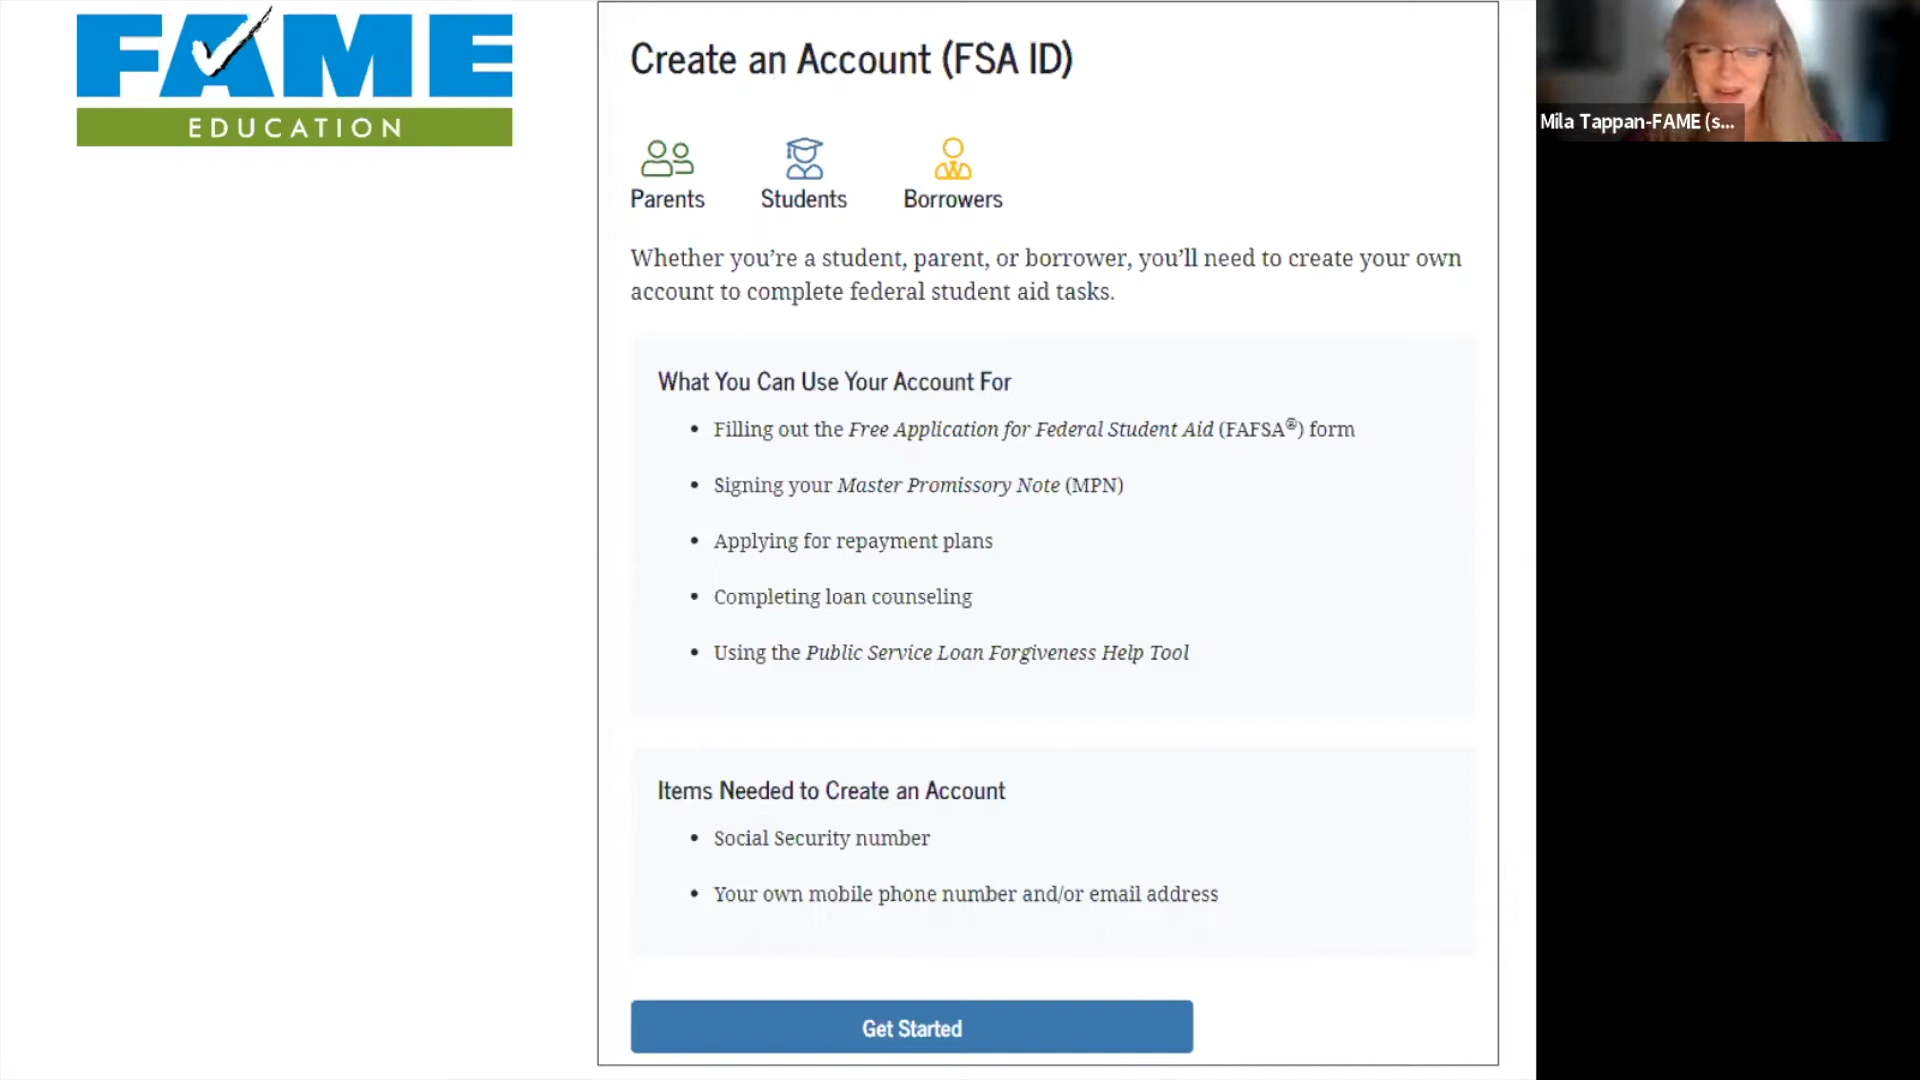 FAME
EDUCATION
Create an Account (FSA ID)
Parents
Students
Borrowers
Whether you’re a student, parent, or borrower, you’ll need to create your own
account to complete federal student aid tasks.
What You Can Use Your Account For
• Filling out the Free Application for Federal Student Aid (FAFSA®) form
• Signing your Master Promissory Note (MPN)
• Applying for repayment plans
• Completing loan counseling
• Using the Public Service Loan Forgiveness Help Tool
Items Needed to Create an Account
• Social Security number
• Your own mobile phone number and/or email address
Get Started
Mila Tappan-FAME (s...